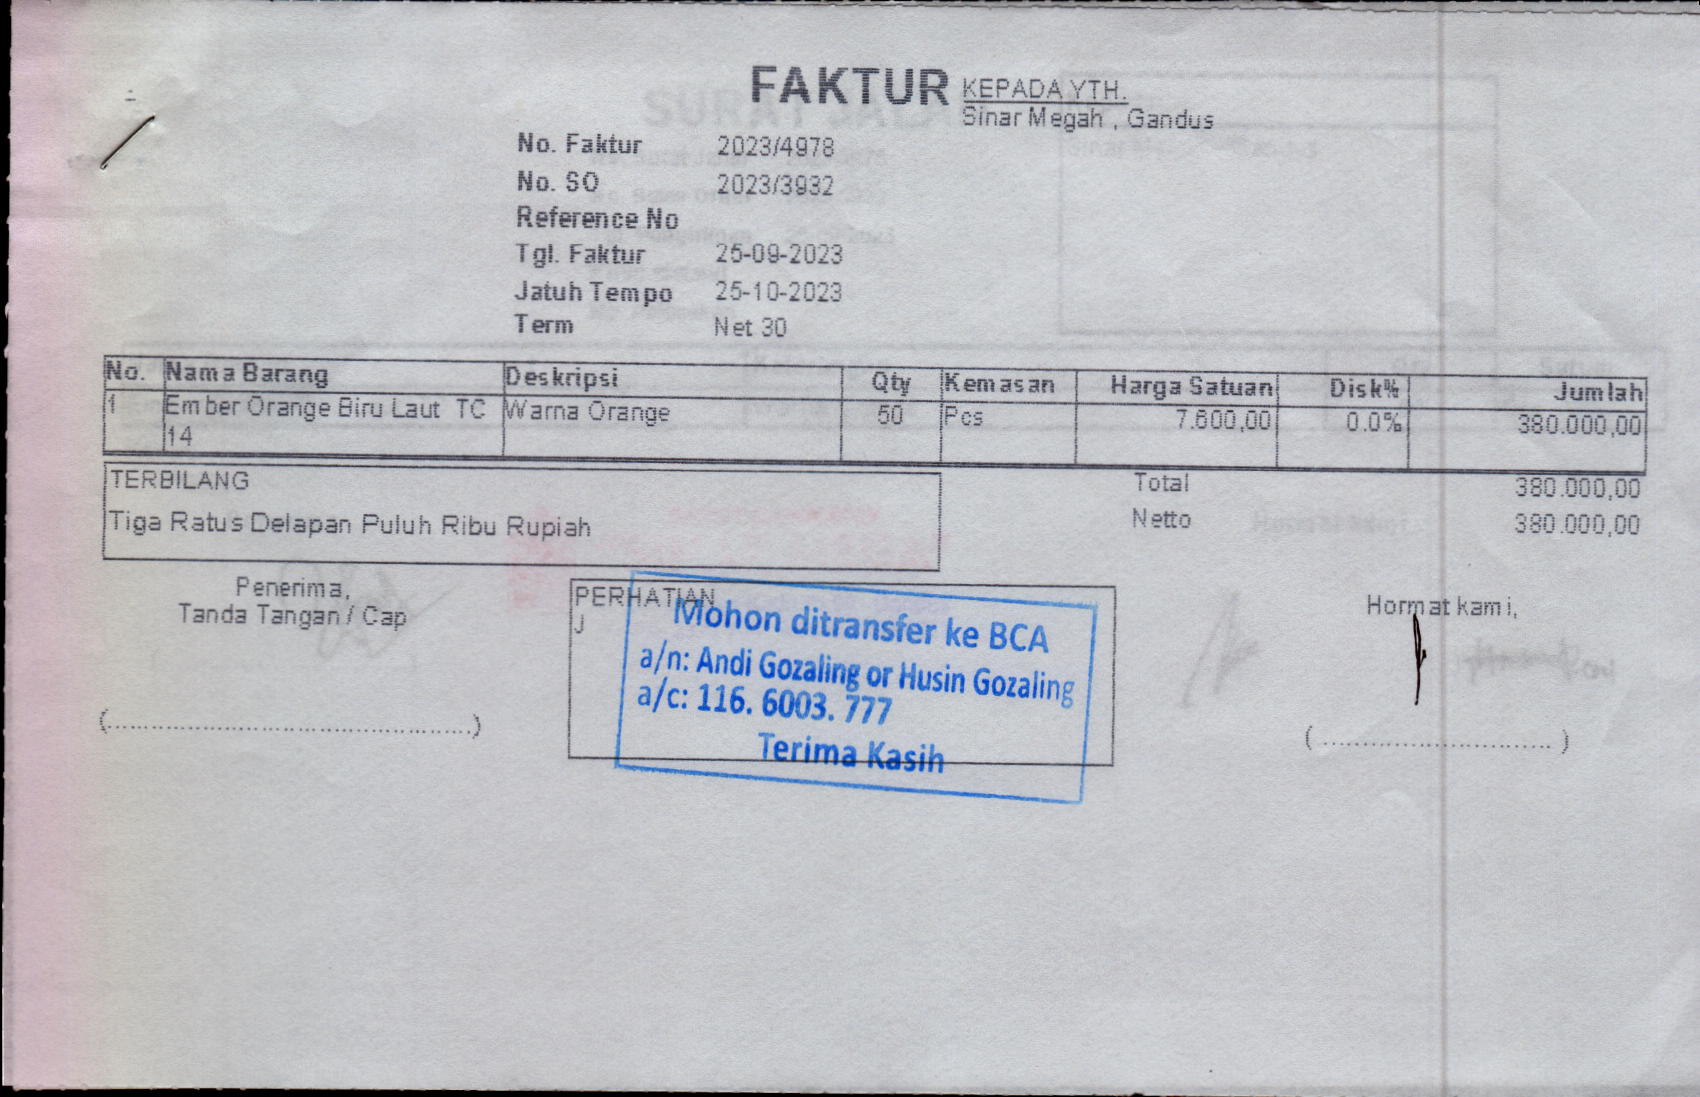 FAKTUR
KEPADA YTH.
Sinar Megah , Gandus
No. Faktur 2023/4978
No. SO 2023/3932
Reference No
Tgl. Faktur 25-09-2023
Jatuh Tempo 25-10-2023
Term Net 30
No. Nama Barang Deskripsi Qty Kemasan Harga Satuan Disk% Jumlah
1 Ember Orange Biru Laut TC Warna Orange 50 Pcs 7.600,00 0.0% 380.000,00
14
TERBILANG
Tiga Ratus Delapan Puluh Ribu Rupiah
Total 380.000,00
Netto 380.000,00
Penerima,
Tanda Tangan / Cap
PERHATIAN
J
Mohon ditransfer ke BCA
a/n: Andi Gozaling or Husin Gozaling
a/c: 116. 6003. 777
Terima Kasih
Hormat kami,
(................................................)
(..............................)